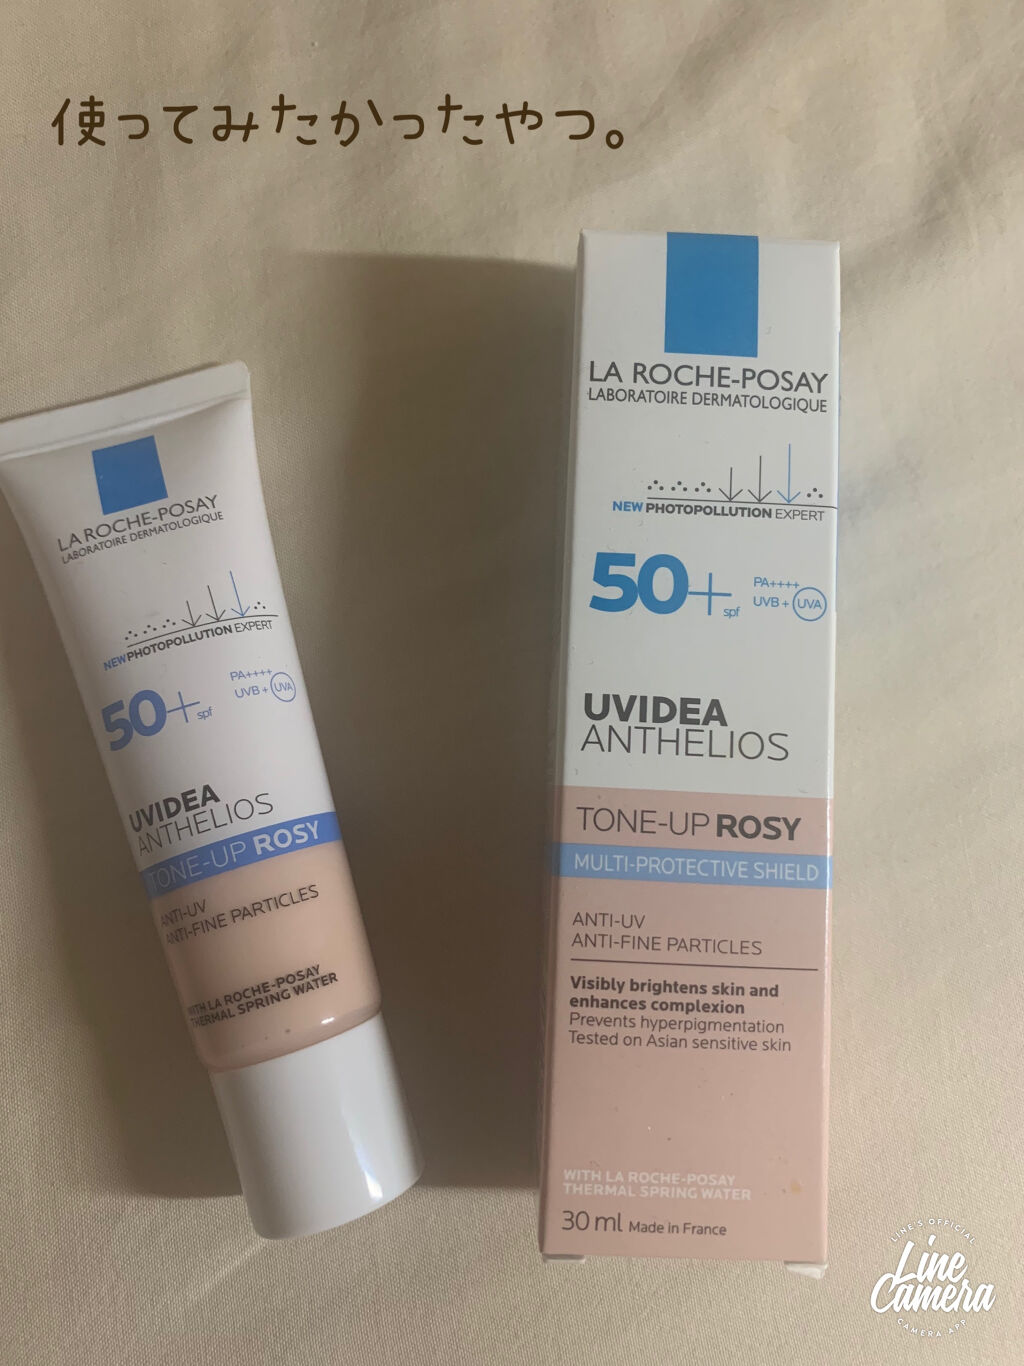 使ってみたかったやつ。
LA ROCHE-POSAY
LABORATOIRE DERMATOLOGIQUE
NEW PHOTOPOLLUTION EXPERT
50+ spf
PA++++
UVB + UVA
UVIDEA
ANTHELIOS
TONE-UP ROSY
ANTI-UV
ANTI-FINE PARTICLES
WITH LA ROCHE-POSAY
THERMAL SPRING WATER
LA ROCHE-POSAY
LABORATOIRE DERMATOLOGIQUE
NEW PHOTOPOLLUTION EXPERT
50+ spf
PA++++
UVB + UVA
UVIDEA
ANTHELIOS
TONE-UP ROSY
MULTI-PROTECTIVE SHIELD
ANTI-UV
ANTI-FINE PARTICLES
Visibly brightens skin and
enhances complexion
Prevents hyperpigmentation
Tested on Asian sensitive skin
WITH LA ROCHE-POSAY
THERMAL SPRING WATER
30 ml Made in France
LINE'S OFFICIAL
Line
Camera
CAMERA APP